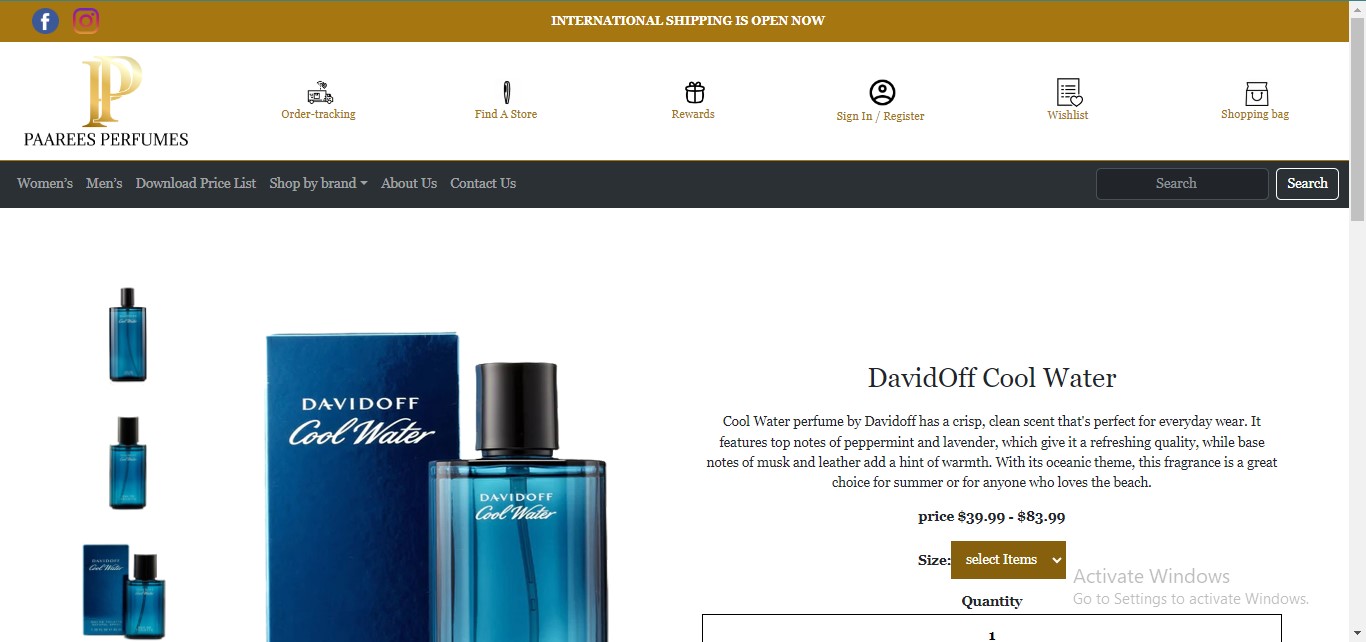 INTERNATIONAL SHIPPING IS OPEN NOW
PAAREES PERFUMES
Order-tracking
Find A Store
Rewards
Sign In / Register
Wishlist
Shopping bag
Women's Men's Download Price List Shop by brand About Us Contact Us Search Search
DAVIDOFF
Cool Water
DAVIDOFF
Cool Water
DAVIDOFF
Cool Water
DavidOff Cool Water
Cool Water perfume by Davidoff has a crisp, clean scent that's perfect for everyday wear. It
features top notes of peppermint and lavender, which give it a refreshing quality, while base
notes of musk and leather add a hint of warmth. With its oceanic theme, this fragrance is a great
choice for summer or for anyone who loves the beach.
price $39.99 - $83.99
Size: select Items
Activate Windows
Go to Settings to activate Windows.
Quantity
1